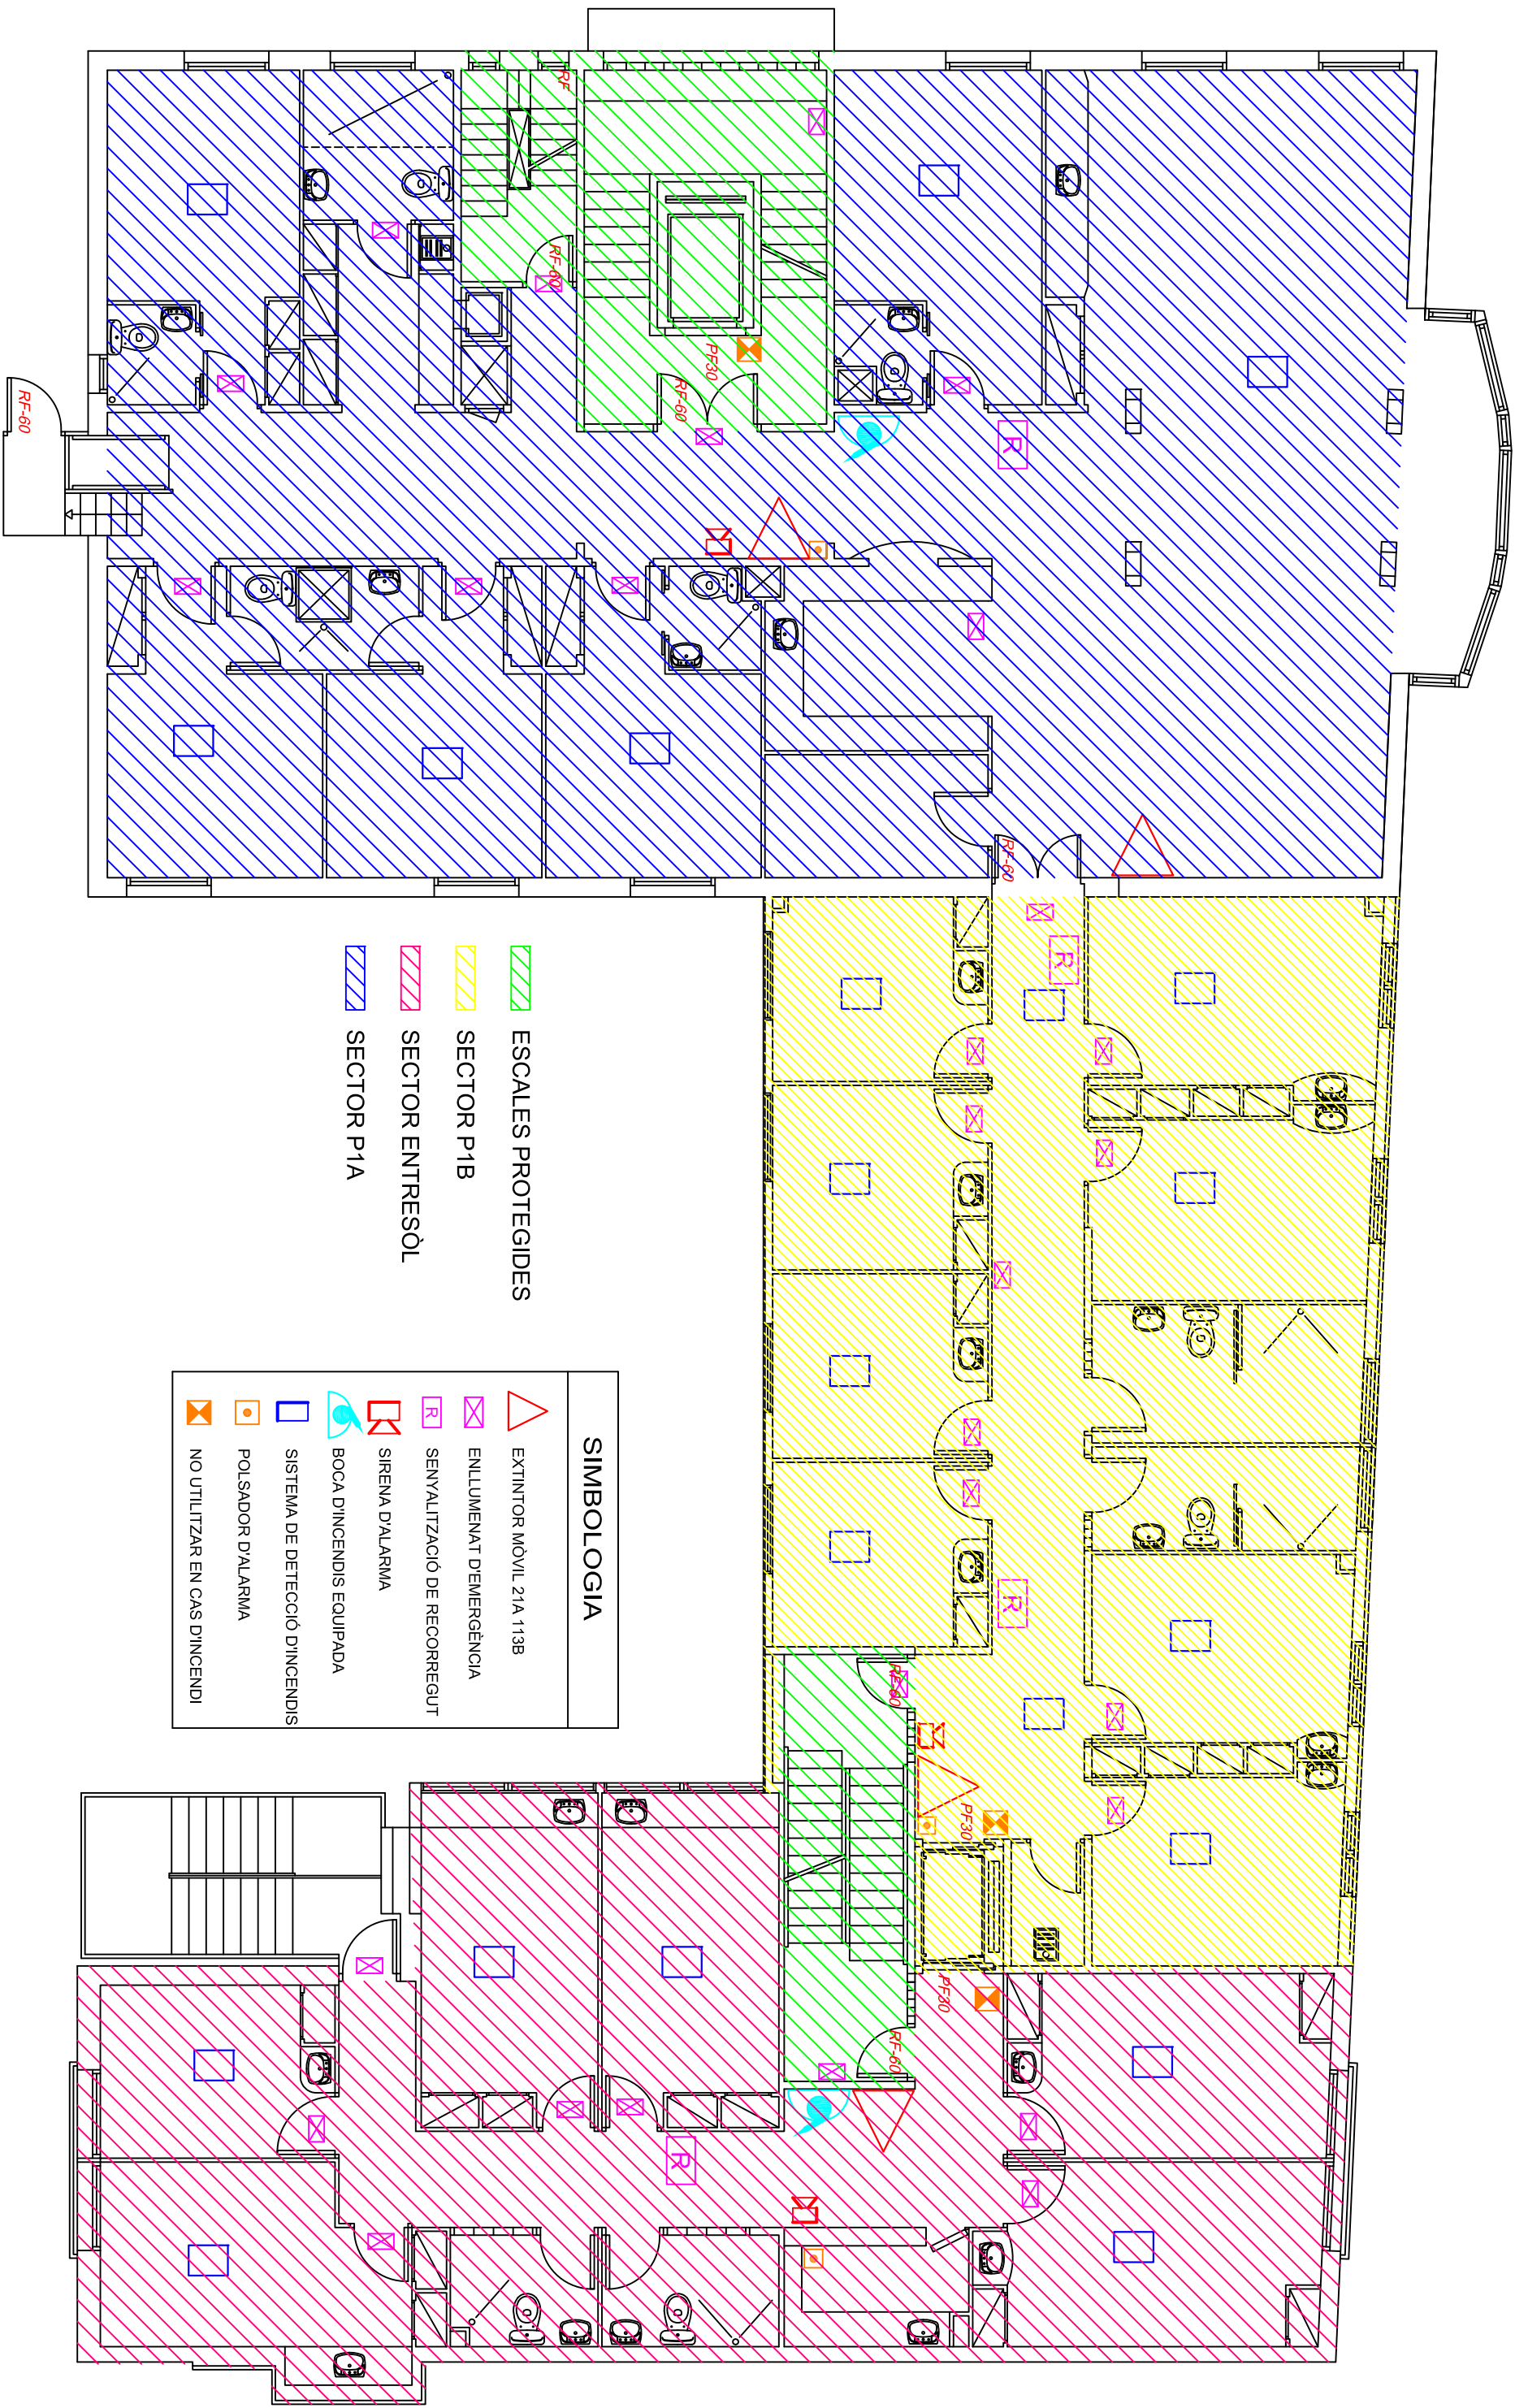 RF
RF-60
PF30
RF-60
RF-60
R
RF-60
R
R
RF-60
PF30
PF30
RF-60
R
ESCALES PROTEGIDES
SECTOR P1B
SECTOR ENTRESÒL
SECTOR P1A
SIMBOLOGIA
EXTINTOR MÒVIL 21A 113B
ENLLUMENAT D'EMERGÈNCIA
R SENYALITZACIÓ DE RECORREGUT
SIRENA D'ALARMA
BOCA D'INCENDIS EQUIPADA
SISTEMA DE DETECCIÓ D'INCENDIS
POLSADOR D'ALARMA
NO UTILITZAR EN CAS D'INCENDI